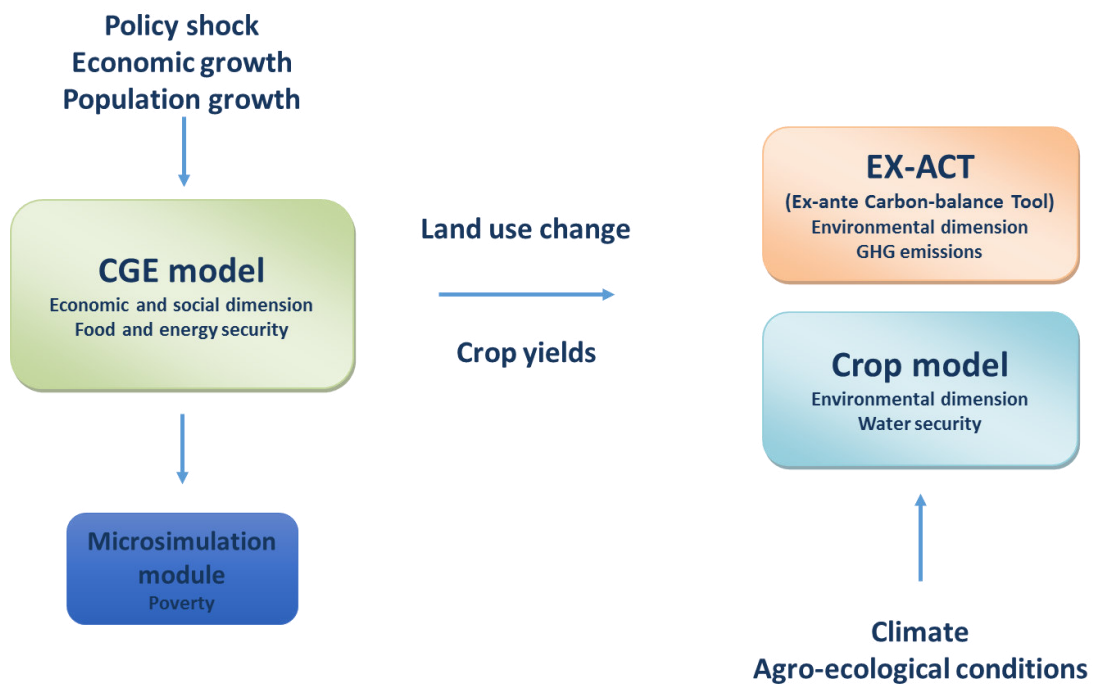 Policy shock
Economic growth
Population growth
CGE model
Economic and social dimension
Food and energy security
Land use change
Crop yields
EX-ACT
(Ex-ante Carbon-balance Tool)
Environmental dimension
GHG emissions
Crop model
Environmental dimension
Water security
Microsimulation
module
Poverty
Climate
Agro-ecological conditions